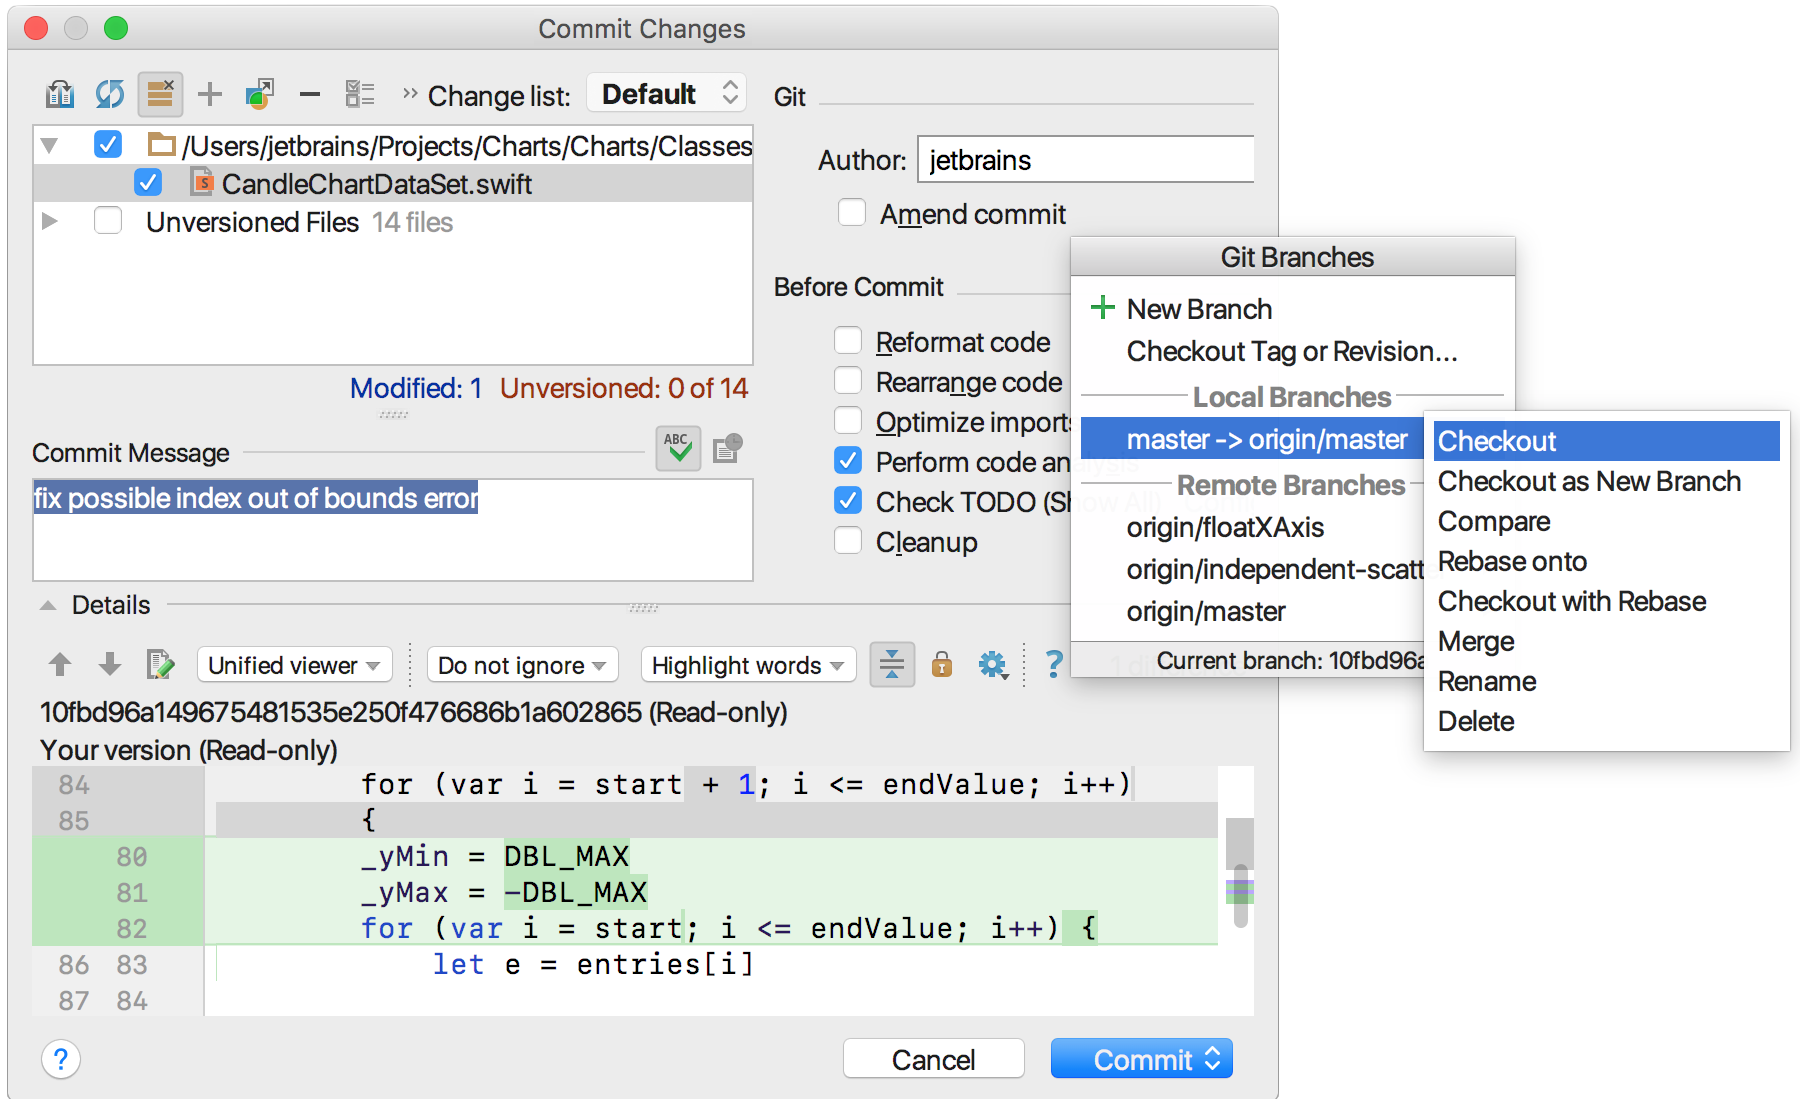 Commit Changes
Change list: Default
/Users/jetbrains/Projects/Charts/Charts/Classes
CandleChartDataSet.swift
Unversioned Files 14 files
Modified: 1 Unversioned: 0 of 14
Commit Message
ABC
fix possible index out of bounds error
Git
Author: jetbrains
Amend commit
Before Commit
Reformat code
Rearrange code
Optimize imports
Perform code analysis
Check TODO (Show All)
Cleanup
Git Branches
New Branch
Checkout Tag or Revision...
Local Branches
master -> origin/master
Remote Branches
origin/floatXAxis
origin/independent-scatte
origin/master
Current branch: 10fbd96a
Checkout
Checkout as New Branch
Compare
Rebase onto
Checkout with Rebase
Merge
Rename
Delete
Details
Unified viewer Do not ignore Highlight words ?
10fbd96a149675481535e250f476686b1a602865 (Read-only)
Your version (Read-only)
84 for (var i = start + 1; i <= endValue; i++)
85 {
80 _yMin = DBL_MAX
81 _yMax = -DBL_MAX
82 for (var i = start; i <= endValue; i++) {
86 83 let e = entries[i]
87 84
? Cancel Commit